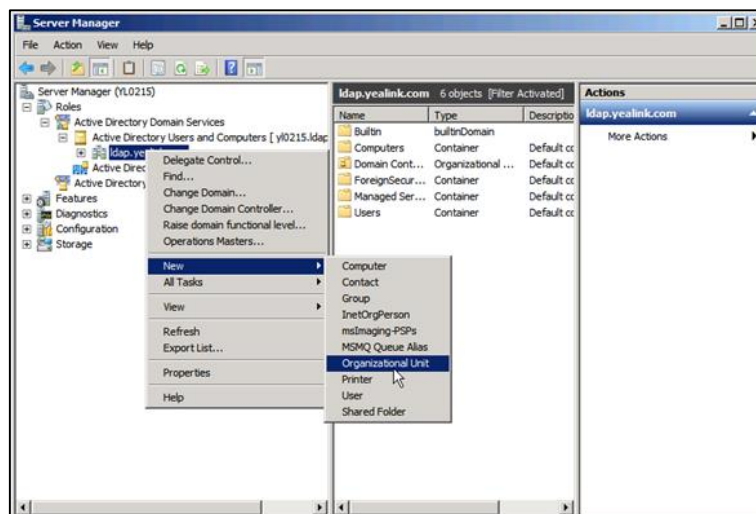 Server Manager
File Action View Help
Server Manager (YL0215)
Roles
Active Directory Domain Services
Active Directory Users and Computers [ yl0215.ldap
ldap.ye
Active Direc
Active Directory
Features
Diagnostics
Configuration
Storage
Delegate Control...
Find...
Change Domain...
Change Domain Controller...
Raise domain functional level...
Operations Masters...
New
All Tasks
View
Refresh
Export List...
Properties
Help
Computer
Contact
Group
InetOrgPerson
msImaging-PSPs
MSMQ Queue Alias
Organizational Unit
Printer
User
Shared Folder
ldap.yealink.com 6 objects [Filter Activated]
Name Type Descriptio
Builtin builtinDomain
Computers Container Default cc
Domain Cont... Organizational ... Default cc
ForeignSecur... Container Default cc
Managed Ser... Container Default cc
Users Container Default cc
Actions
ldap.yealink.com
More Actions